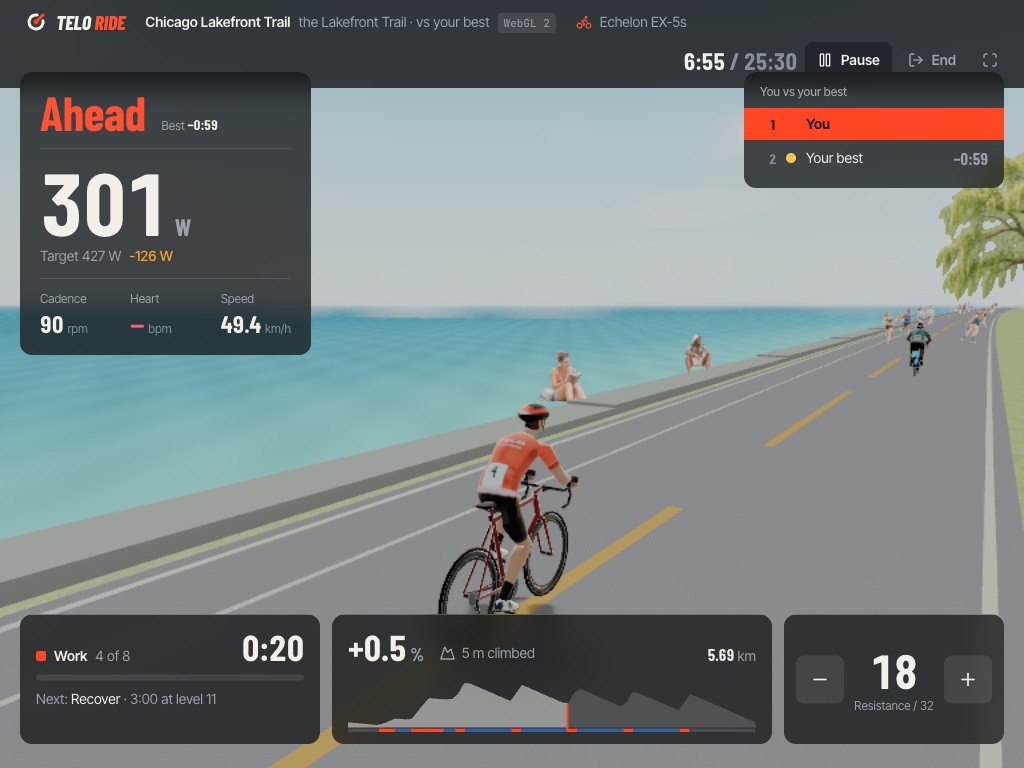 TELO RIDE Chicago Lakefront Trail the Lakefront Trail · vs your best WebGL 2 Echelon EX-5s
6:55 / 25:30 Pause End
Ahead Best −0:59
301 W
Target 427 W -126 W
Cadence Heart Speed
90 rpm — bpm 49.4 km/h
You vs your best
1 You
2 Your best −0:59
4
Work 4 of 8 0:20
Next: Recover · 3:00 at level 11
+0.5 % 5 m climbed 5.69 km
− 18 +
Resistance / 32